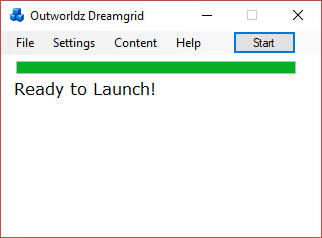 Outworldz Dreamgrid
File Settings Content Help Start
Ready to Launch!